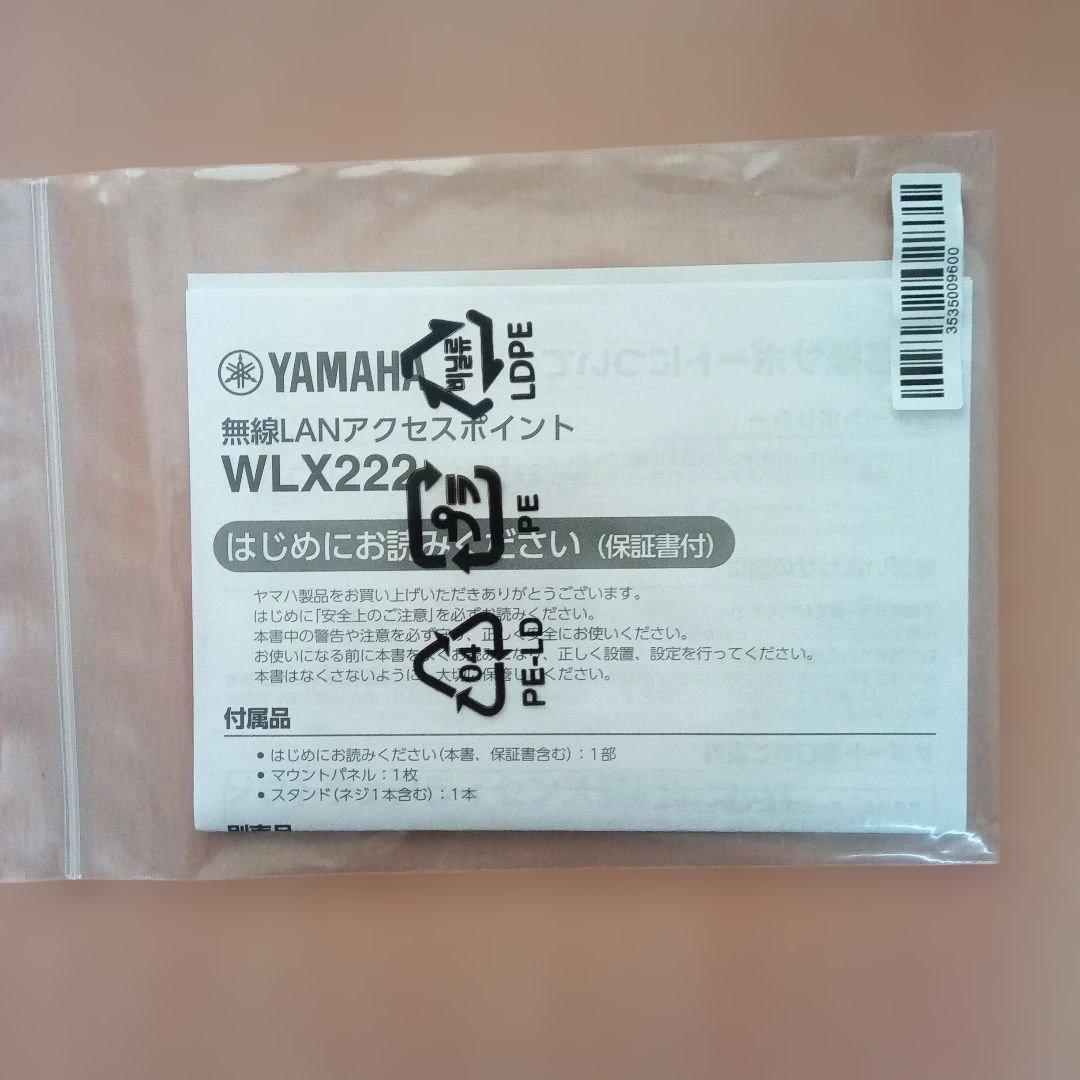 YAMAHA
無線LANアクセスポイント
WLX222
はじめにお読みください (保証書付)
ヤマハ製品をお買い上げいただきありがとうございます。
はじめに「安全上のご注意」を必ずお読みください。
本書中の警告や注意を必ず守り、正しく安全にお使いください。
お使いになる前に本書をよくお読みになり、正しく設置、設定を行ってください。
本書はなくさないように、大切に保管してください。
付属品
• はじめにお読みください(本書、保証書含む):1部
• マウントパネル:1枚
• スタンド(ネジ1本含む):1本
別売品
비닐류
LDPE
プラ
PE
04
PE-LD
3535009600